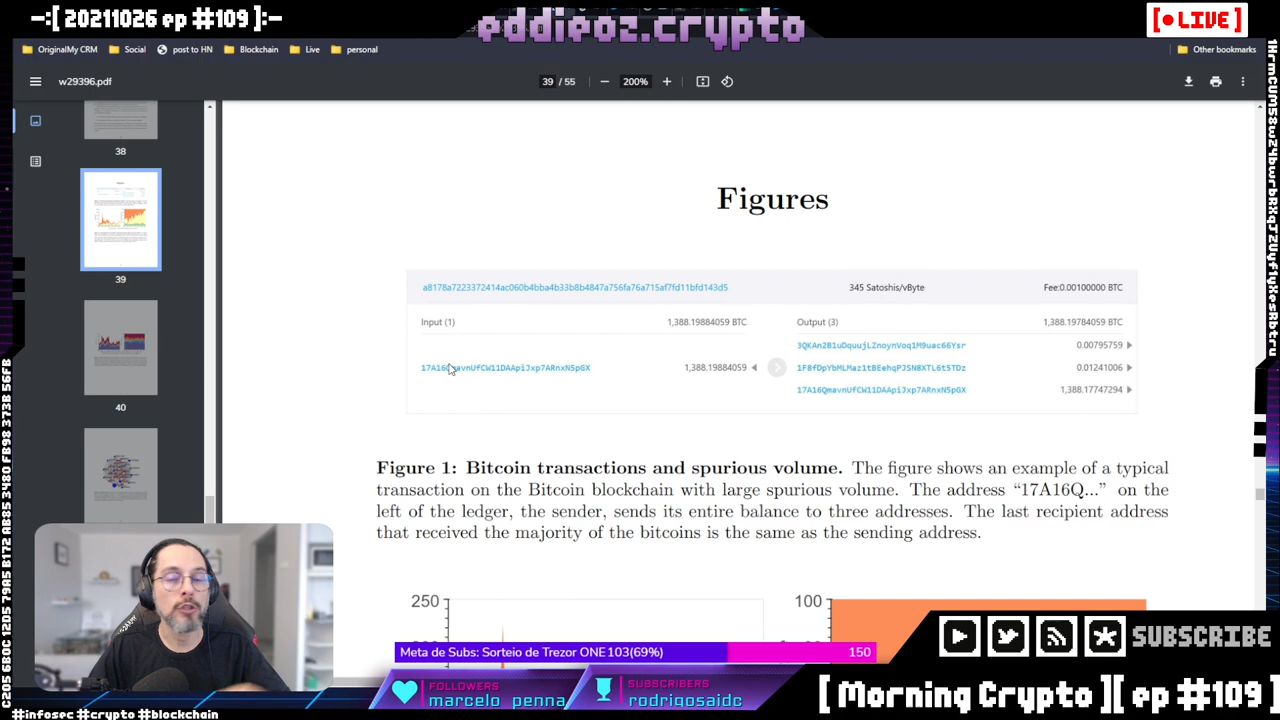 -:[ 20211026 ep #109 ]:-
eddieoz.crypto
[●LIVE]
OriginalMy CRM
Social
post to HN
Blockchain
Live
personal
Other bookmarks
w29396.pdf
39 / 55
200%
38
39
40
Figures
a8178a7223372414ac060b4bba4b33b8b4847a756fa76a715af7fd11bfd143d5
345 Satoshis/vByte
Fee:0.00100000 BTC
Input (1)
1,388.19884059 BTC
Output (3)
1,388.19784059 BTC
3QKAn2B1uDquujLZnoynVoq1M9uac66Ysr
0.00795759
17A16QmavnUfCW11DAApiJxp7ARnxN5pGX
1,388.19884059
1F8fDpYbMLMaz1tBEehqPJSN8XTL6t5TDz
0.01241006
17A16QmavnUfCW11DAApiJxp7ARnxN5pGX
1,388.17747294
Figure 1: Bitcoin transactions and spurious volume. The figure shows an example of a typical
transaction on the Bitcoin blockchain with large spurious volume. The address “17A16Q...” on the
left of the ledger, the sender, sends its entire balance to three addresses. The last recipient address
that received the majority of the bitcoins is the same as the sending address.
250
100
Meta de Subs: Sorteio de Trezor ONE 103(69%)
150
FOLLOWERS
marcelo_penna_
SUBSCRIBERS
rodrigosaidc
SUBSCRIBE
[ Morning Crypto ][ ep #109 ]
#infosec #crypto #blockchain